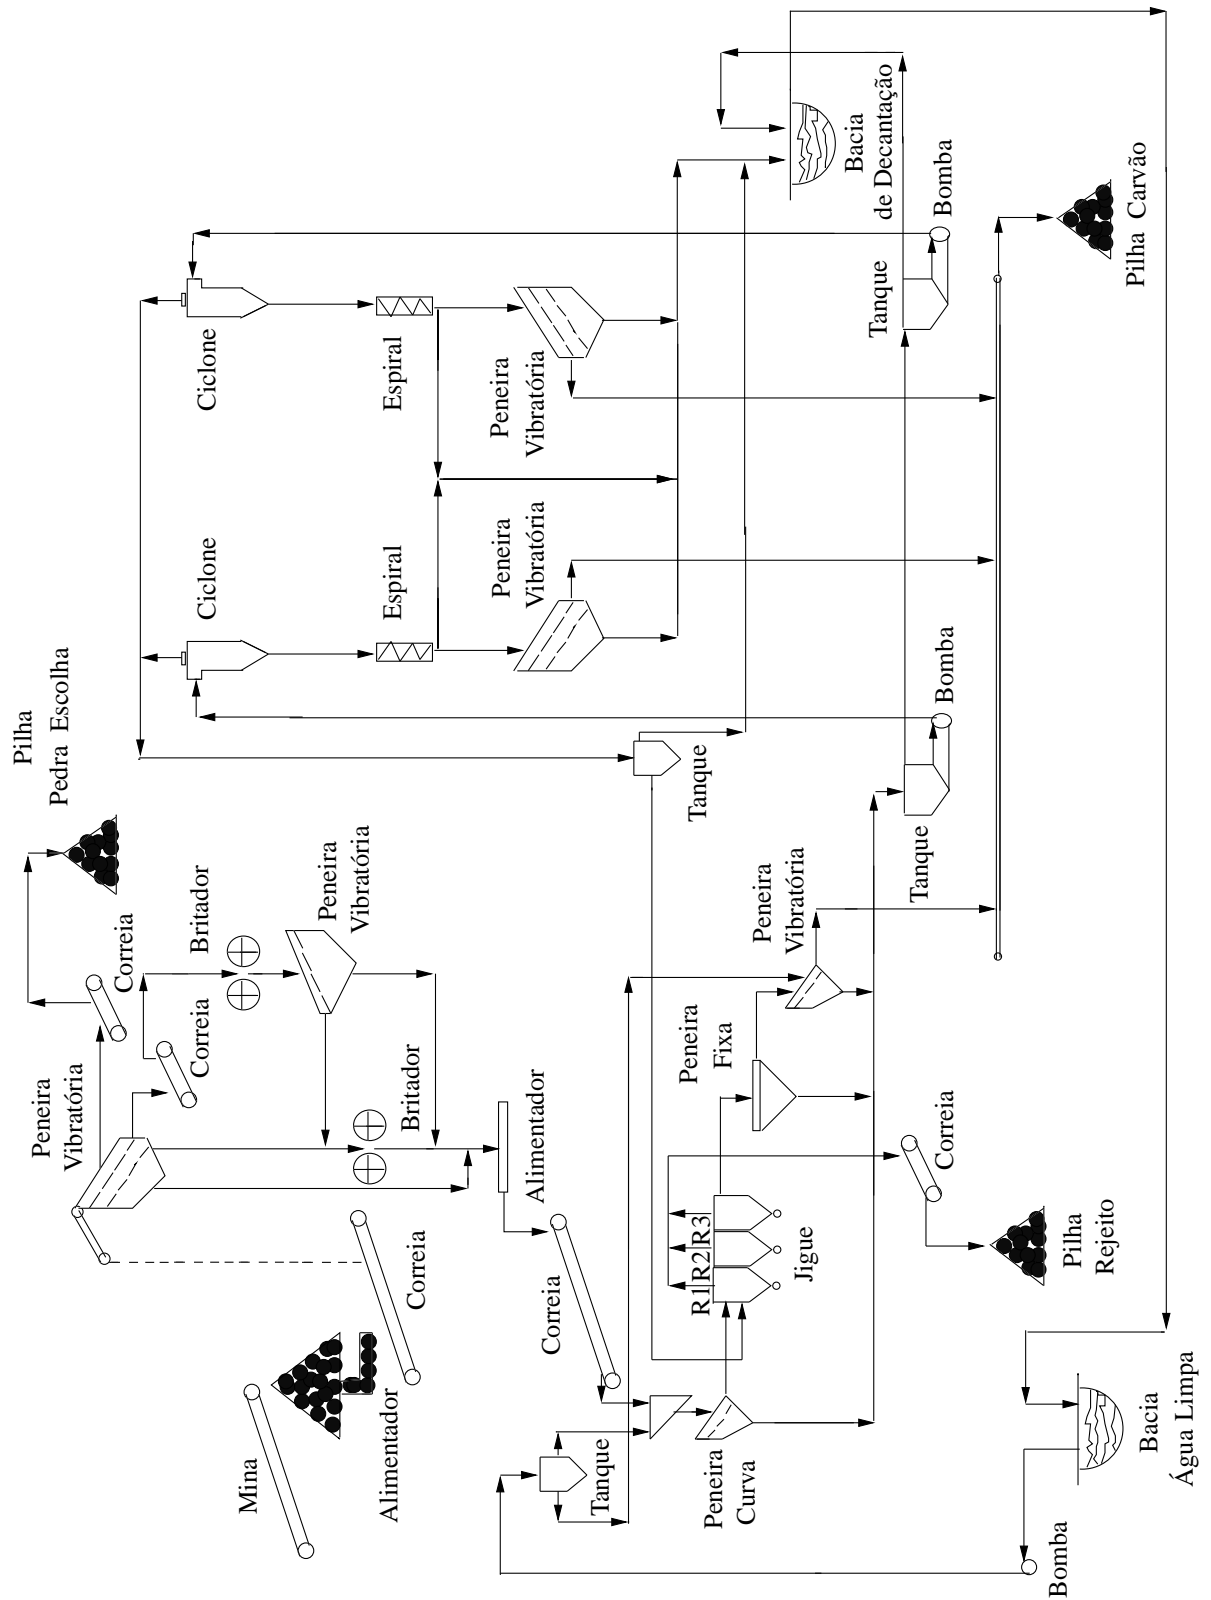 Pilha
Pedra Escolha
Peneira
Vibratória
Correia
Correia
Britador
Ciclone
Ciclone
Mina
Peneira
Vibratória
Alimentador
Correia
Britador
Espiral
Espiral
Peneira
Vibratória
Peneira
Vibratória
Correia
Alimentador
Tanque
Peneira
Fixa
Tanque
R1 R2 R3
Peneira
Curva
Peneira
Vibratória
Jigue
Bacia
de Decantação
Tanque
Tanque
Correia
Bomba
Bomba
Bomba
Pilha
Rejeito
Pilha Carvão
Bacia
Água Limpa